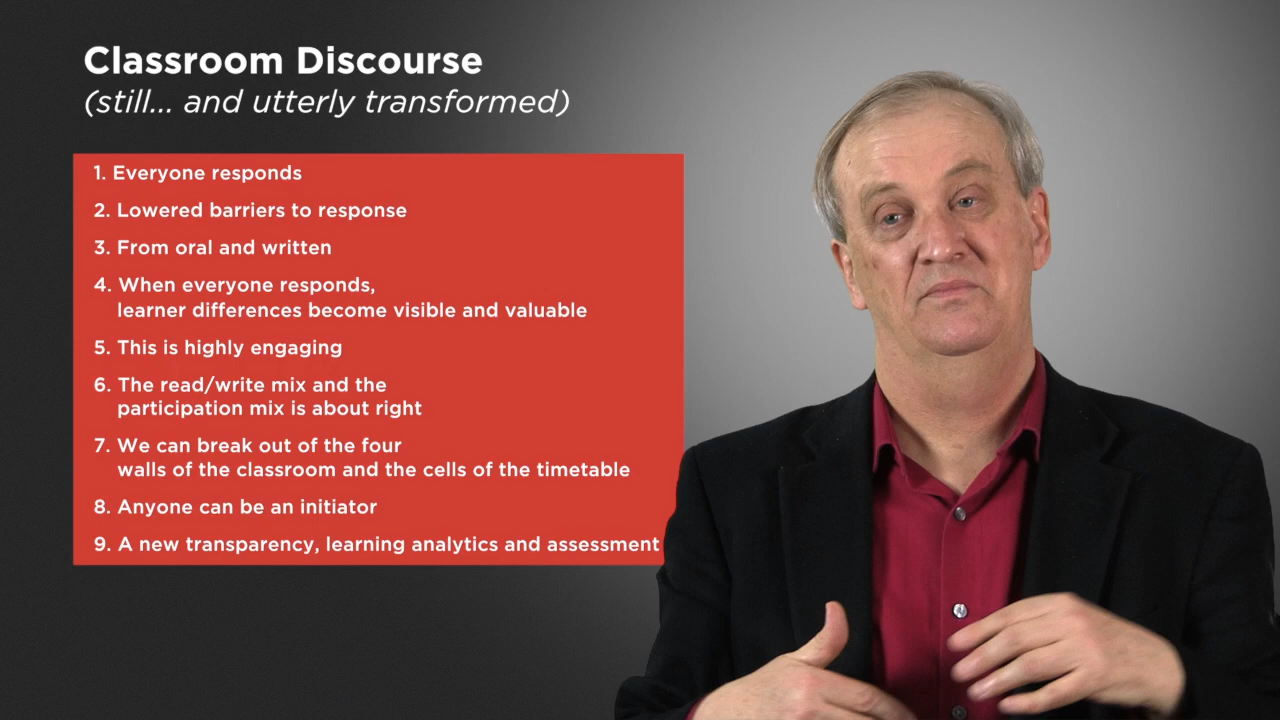 Classroom Discourse
(still... and utterly transformed)
1. Everyone responds
2. Lowered barriers to response
3. From oral and written
4. When everyone responds,
learner differences become visible and valuable
5. This is highly engaging
6. The read/write mix and the
participation mix is about right
7. We can break out of the four
walls of the classroom and the cells of the timetable
8. Anyone can be an initiator
9. A new transparency, learning analytics and assessment